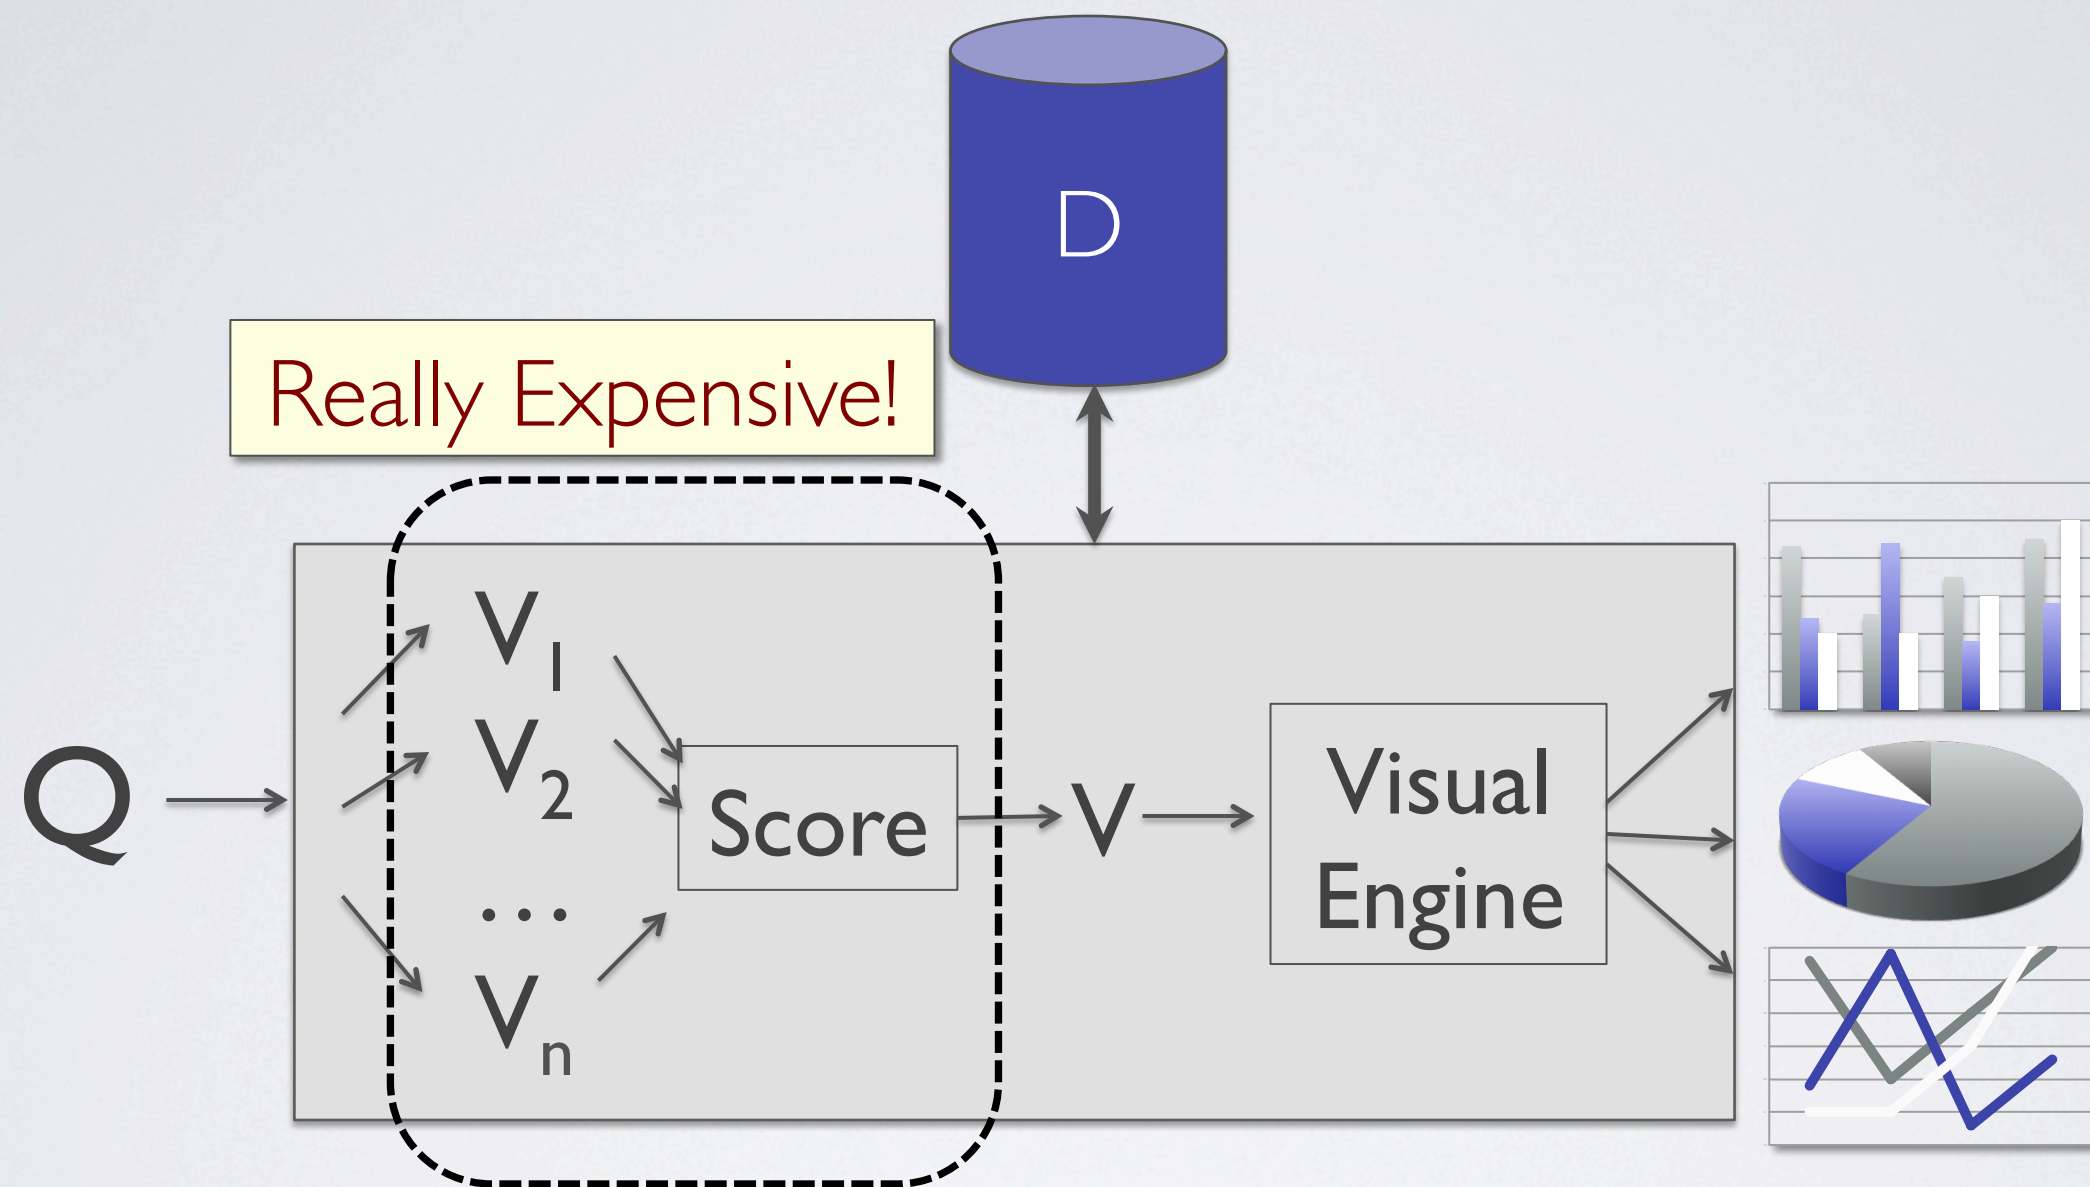 D
Really Expensive!
V1
V2
...
Vn
Q
Score
V
Visual
Engine